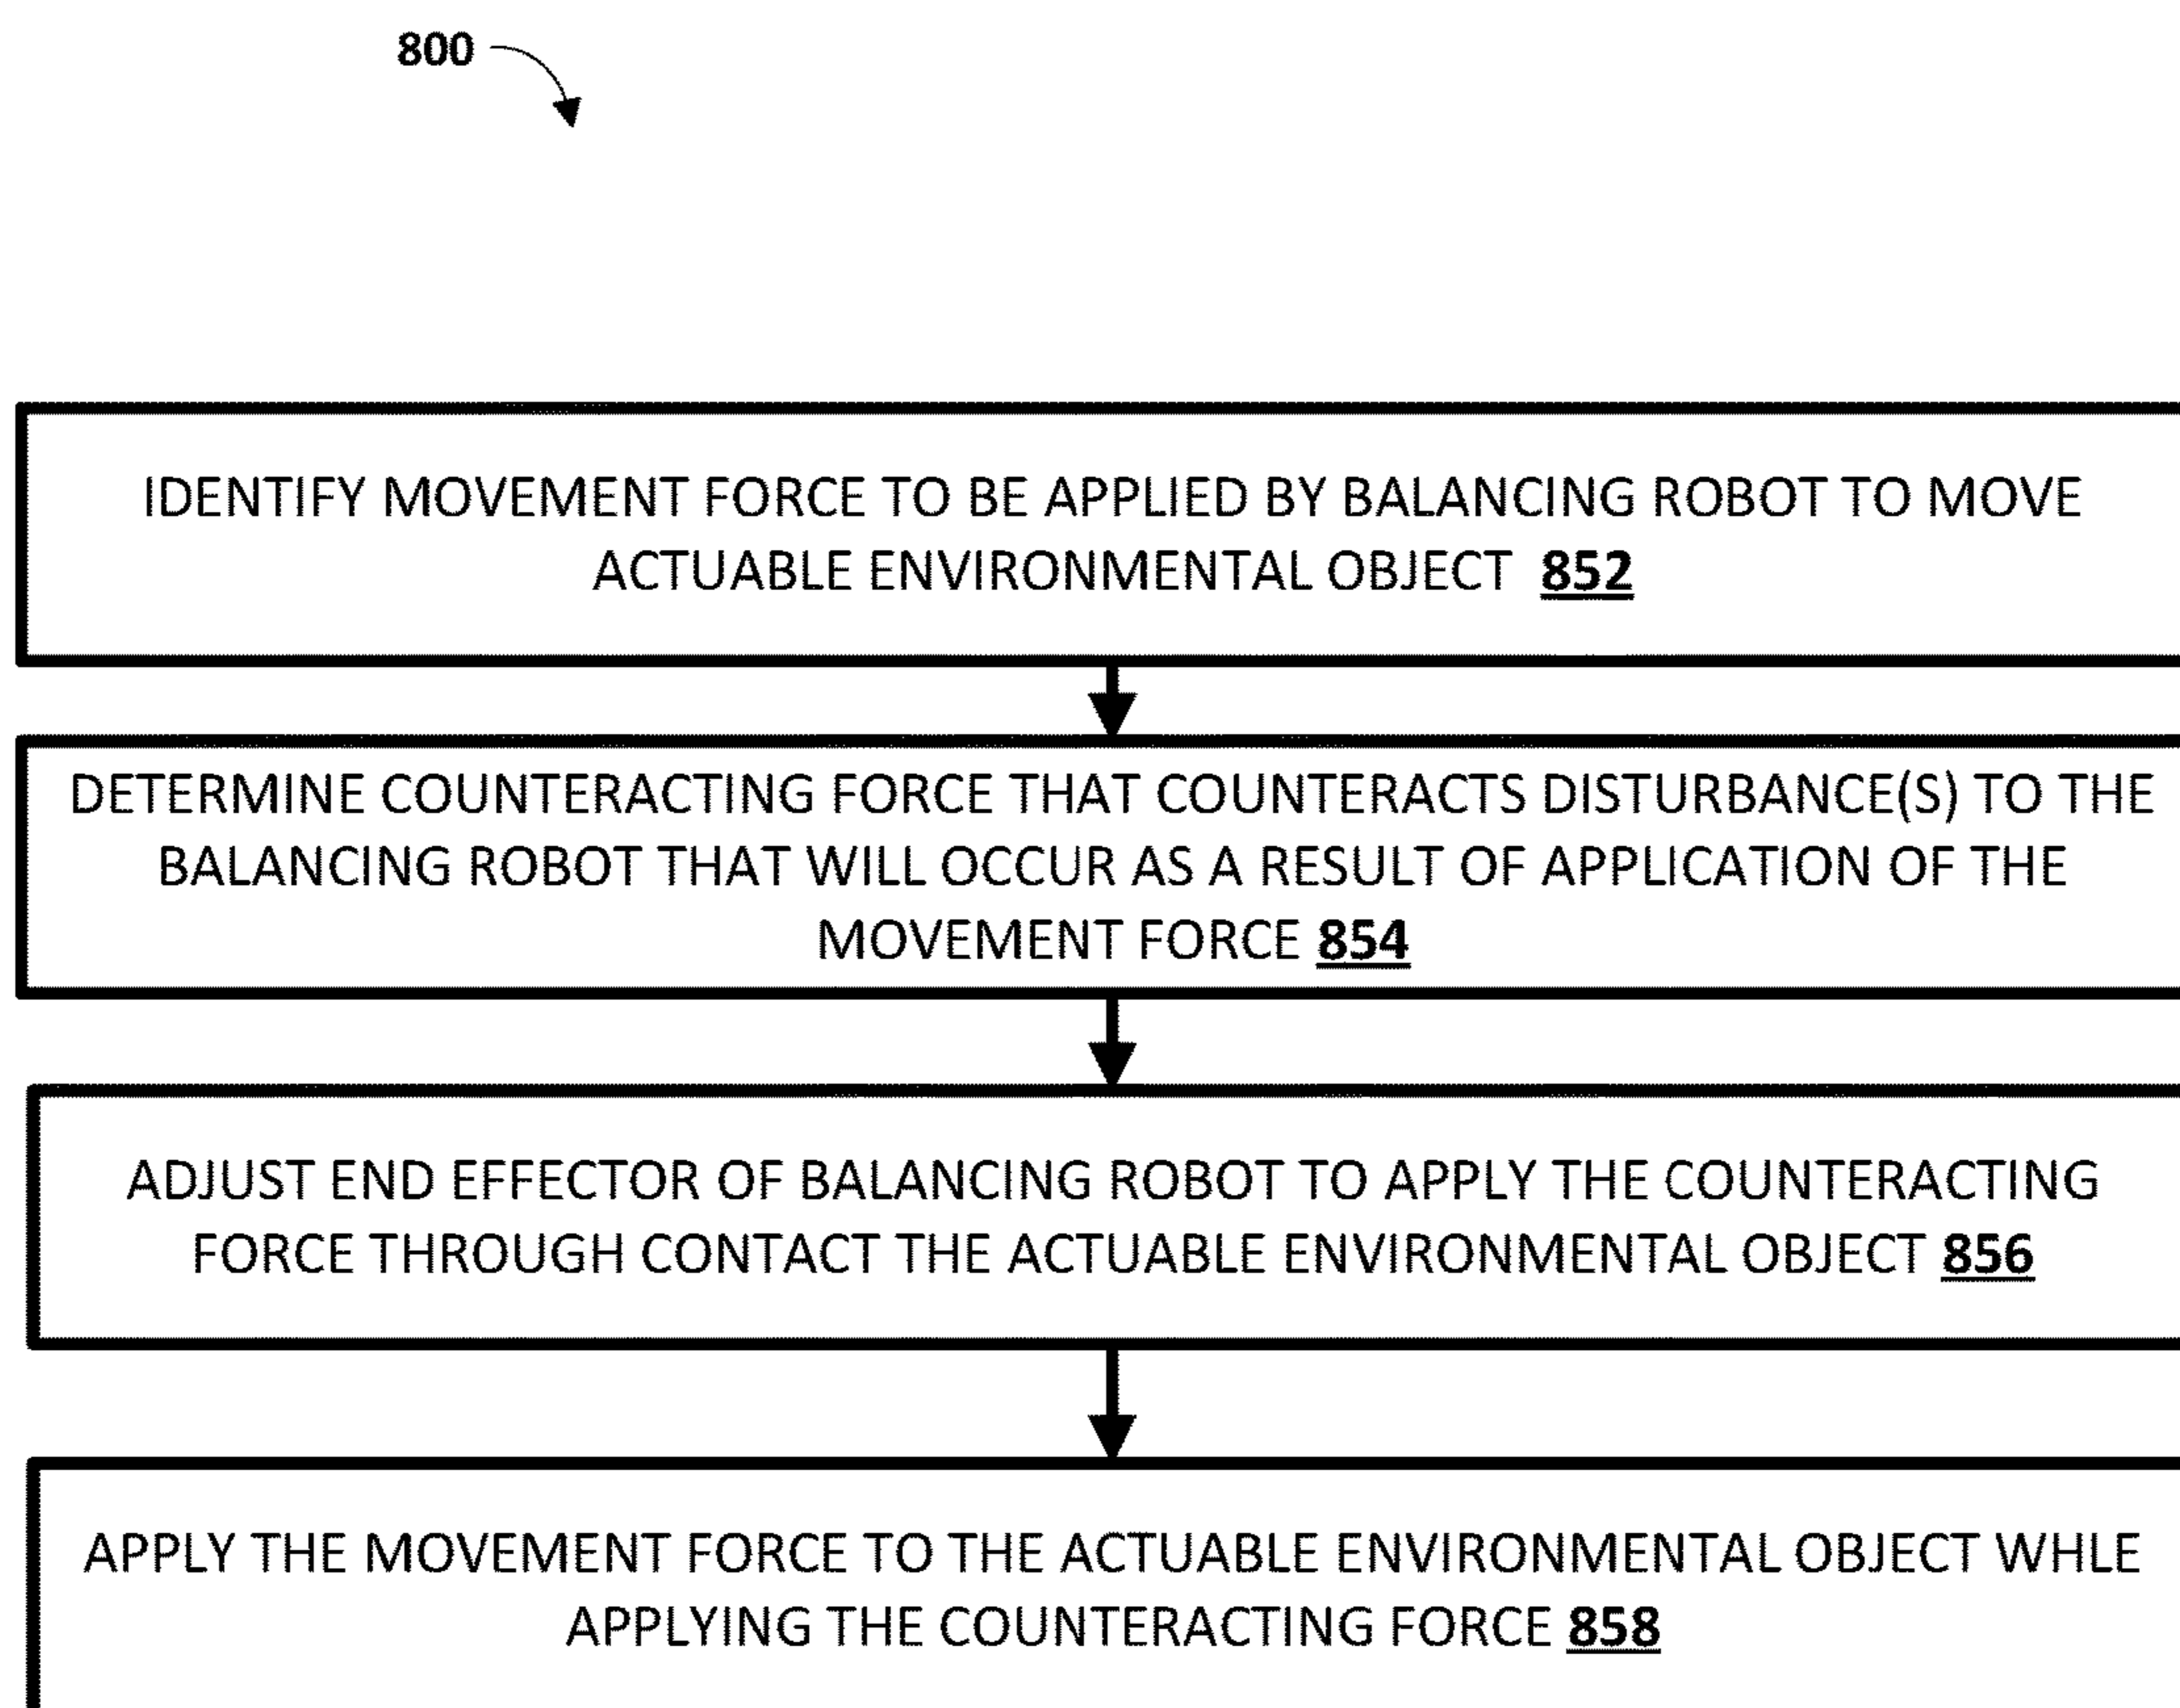 800
IDENTIFY MOVEMENT FORCE TO BE APPLIED BY BALANCING ROBOT TO MOVE
ACTUABLE ENVIRONMENTAL OBJECT 852
DETERMINE COUNTERACTING FORCE THAT COUNTERACTS DISTURBANCE(S) TO THE
BALANCING ROBOT THAT WILL OCCUR AS A RESULT OF APPLICATION OF THE
MOVEMENT FORCE 854
ADJUST END EFFECTOR OF BALANCING ROBOT TO APPLY THE COUNTERACTING
FORCE THROUGH CONTACT THE ACTUABLE ENVIRONMENTAL OBJECT 856
APPLY THE MOVEMENT FORCE TO THE ACTUABLE ENVIRONMENTAL OBJECT WHLE
APPLYING THE COUNTERACTING FORCE 858